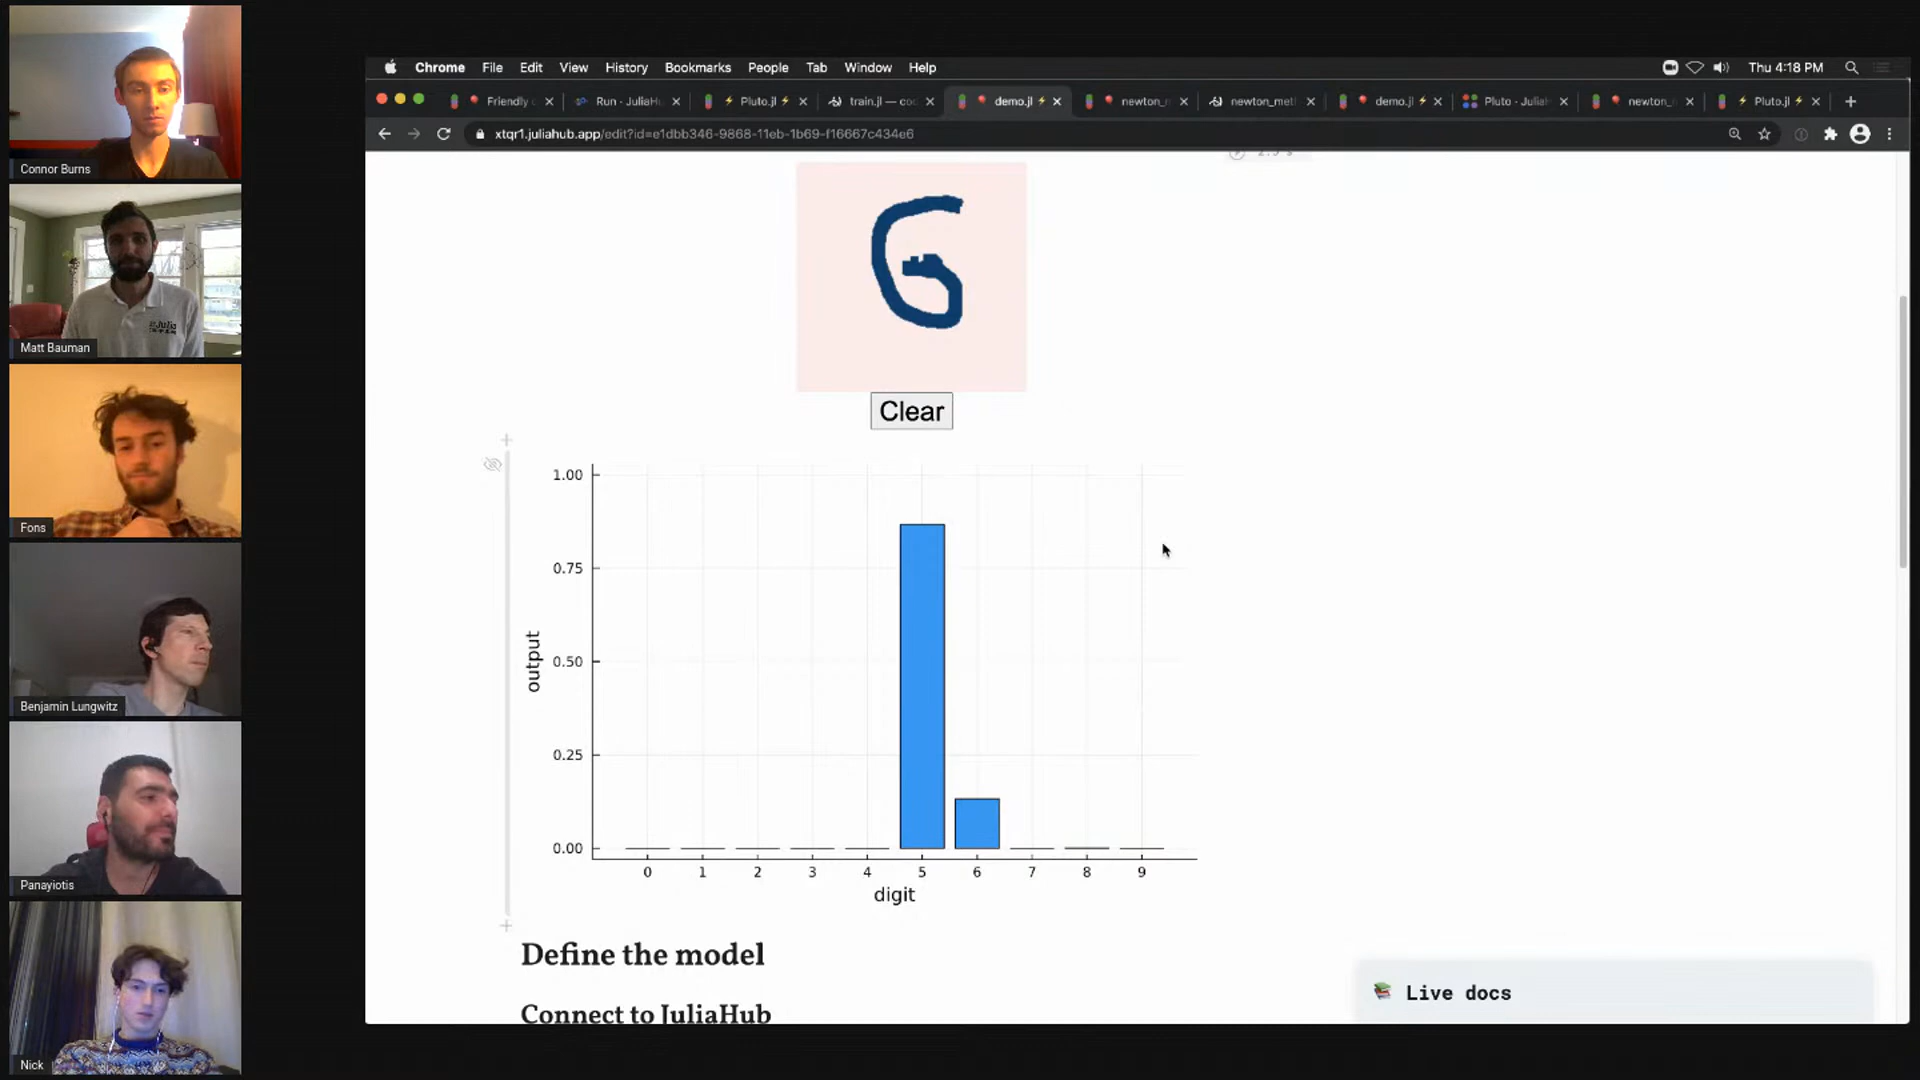 Connor Burns
Matt Bauman
Fons
Benjamin Lungwitz
Panayiotis
Nick
Chrome File Edit View History Bookmarks People Tab Window Help
Thu 4:18 PM
Friendly Run - JuliaH Pluto.jl train.jl — co demo.jl newton_ newton_met demo.jl Pluto - Julia newton_ Pluto.jl
xtqr1.juliahub.app/edit?id=e1dbb346-9868-11eb-1b69-f16667c434e6
6
Clear
1.00
0.75
0.50
0.25
0.00
output
0 1 2 3 4 5 6 7 8 9
digit
Define the model
Connect to JuliaHub
Live docs